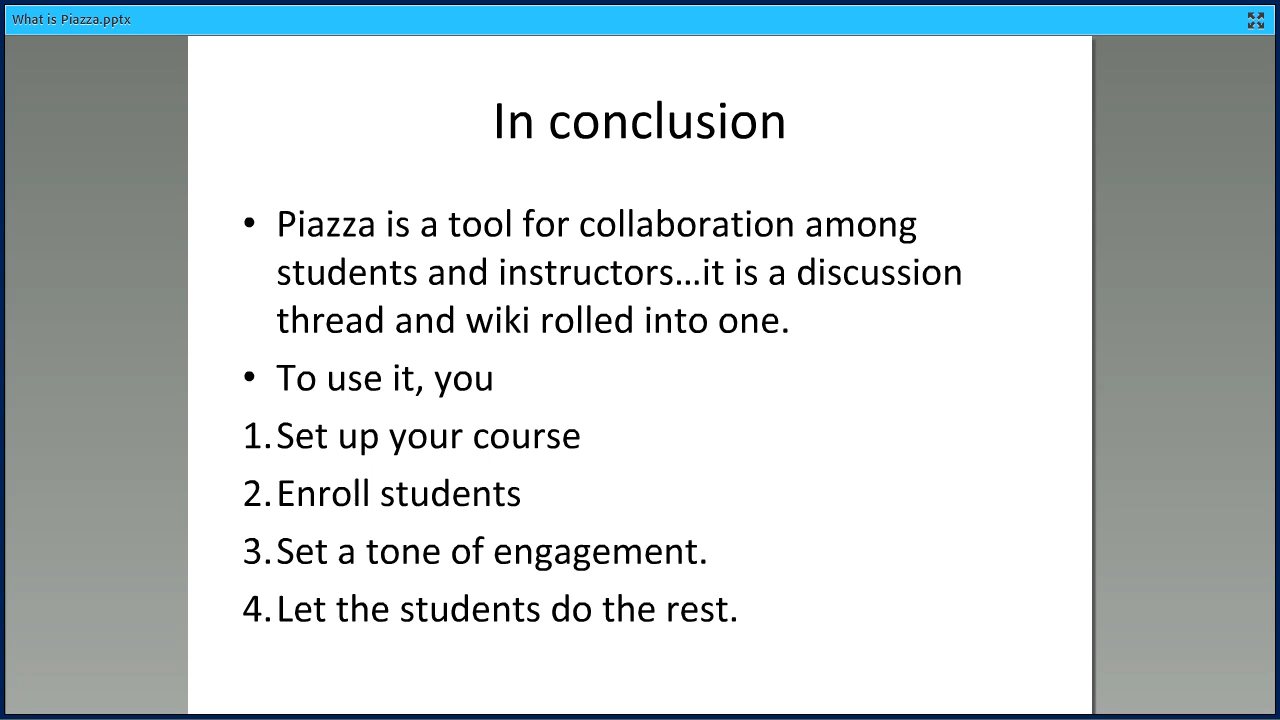 What is Piazza.pptx
In conclusion
• Piazza is a tool for collaboration among
students and instructors…it is a discussion
thread and wiki rolled into one.
• To use it, you
1. Set up your course
2. Enroll students
3. Set a tone of engagement.
4. Let the students do the rest.